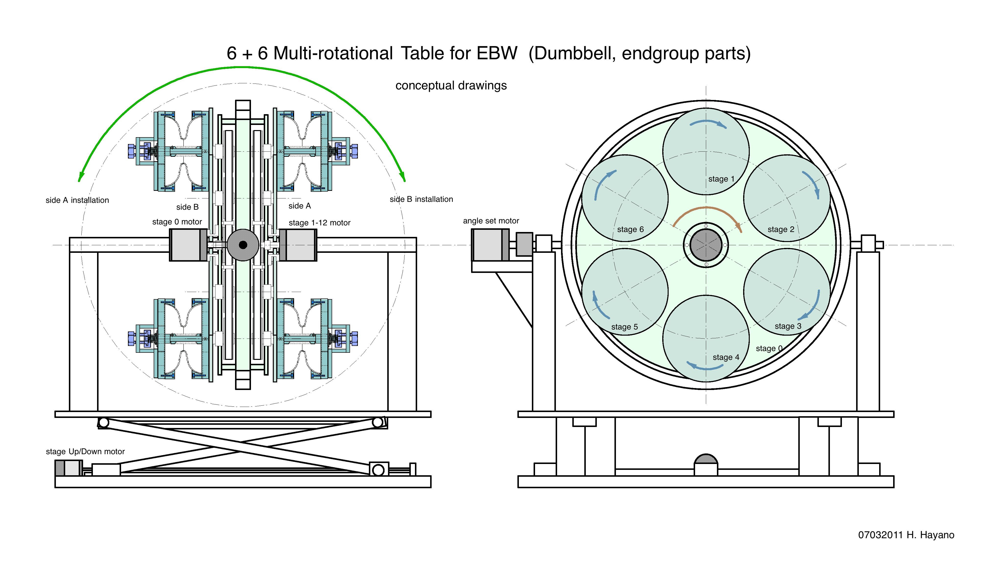 6 + 6 Multi-rotational Table for EBW (Dumbbell, endgroup parts)
conceptual drawings
side A installation
side B installation
side B
side A
stage 0 motor
stage 1-12 motor
stage Up/Down motor
angle set motor
stage 1
stage 6
stage 2
stage 5
stage 3
stage 0
stage 4
07032011 H. Hayano